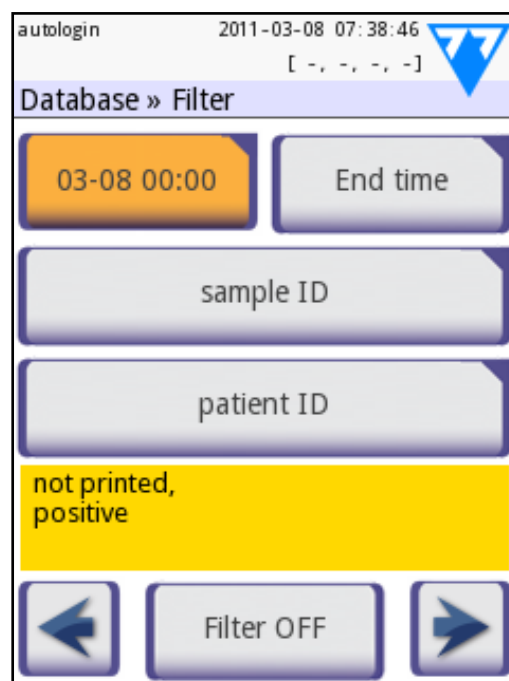 autologin 2011-03-08 07:38:46
[ -, -, -, -]
Database » Filter
03-08 00:00 End time
sample ID
patient ID
not printed,
positive
Filter OFF